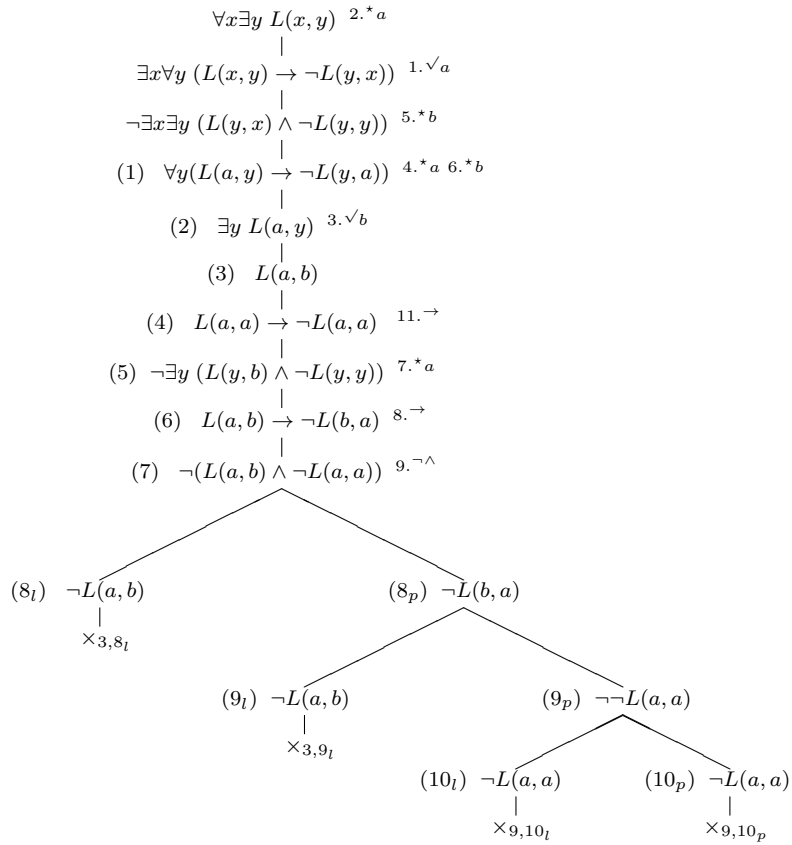 ∀x∃y L(x, y) 2.⋆a
∃x∀y (L(x, y) → ¬L(y, x)) 1.√a
¬∃x∃y (L(y, x) ∧ ¬L(y, y)) 5.⋆b
(1) ∀y(L(a, y) → ¬L(y, a)) 4.⋆a 6.⋆b
(2) ∃y L(a, y) 3.√b
(3) L(a, b)
(4) L(a, a) → ¬L(a, a) 11.→
(5) ¬∃y (L(y, b) ∧ ¬L(y, y)) 7.⋆a
(6) L(a, b) → ¬L(b, a) 8.→
(7) ¬(L(a, b) ∧ ¬L(a, a)) 9.¬∧
(8l) ¬L(a, b) (8p) ¬L(b, a)
×3,8l
(9l) ¬L(a, b) (9p) ¬¬L(a, a)
×3,9l
(10l) ¬L(a, a) (10p) ¬L(a, a)
×9,10l ×9,10p